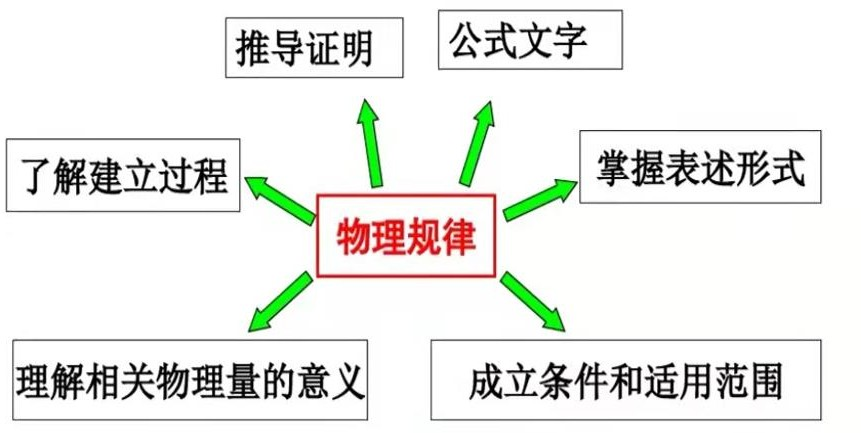 推导证明
公式文字
了解建立过程
掌握表述形式
物理规律
理解相关物理量的意义
成立条件和适用范围